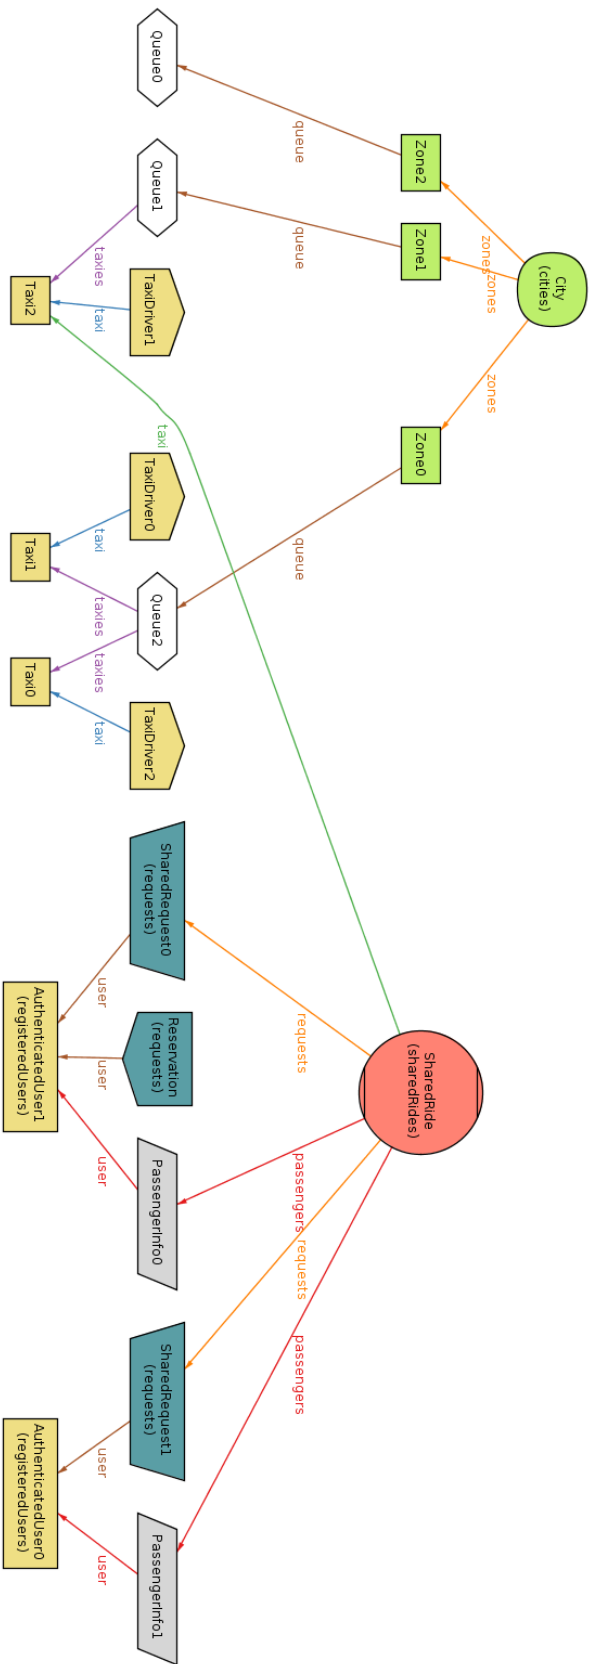 City
(cities)
zones
zones
zones
Zone2
Zone1
Zone0
SharedRide
(sharedRides)
queue
queue
queue
taxi
requests
passengers
requests
passengers
Queue0
Queue1
TaxiDriver1
TaxiDriver0
Queue2
TaxiDriver2
SharedRequest0
(requests)
Reservation
(requests)
PassengerInfo0
SharedRequest1
(requests)
PassengerInfo1
taxies
taxi
taxi
taxies
taxies
taxi
user
user
user
user
user
Taxi2
Taxi1
Taxi0
AuthenticatedUser1
(registeredUsers)
AuthenticatedUser0
(registeredUsers)